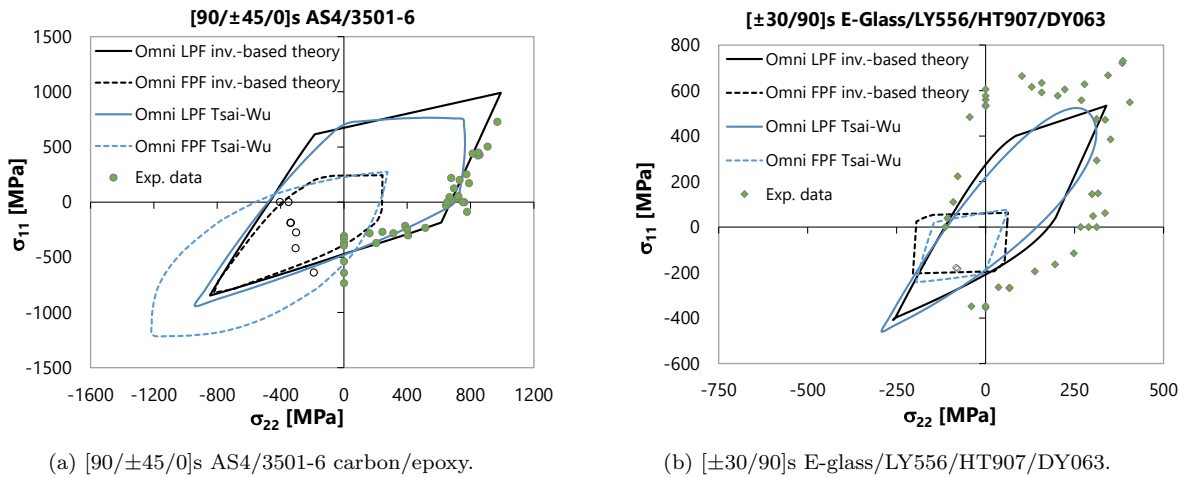 [90/±45/0]s AS4/3501-6
1500
1000
500
0
-500
-1000
-1500
σ11 [MPa]
Omni LPF inv.-based theory
Omni FPF inv.-based theory
Omni LPF Tsai-Wu
Omni FPF Tsai-Wu
Exp. data
-1600 -1200 -800 -400 0 400 800 1200
σ22 [MPa]
(a) [90/±45/0]s AS4/3501-6 carbon/epoxy.
[±30/90]s E-Glass/LY556/HT907/DY063
800
600
400
200
0
-200
-400
-600
σ11 [MPa]
Omni LPF inv.-based theory
Omni FPF inv.-based theory
Omni LPF Tsai-Wu
Omni FPF Tsai-Wu
Exp. data
-750 -500 -250 0 250 500
σ22 [MPa]
(b) [±30/90]s E-glass/LY556/HT907/DY063.